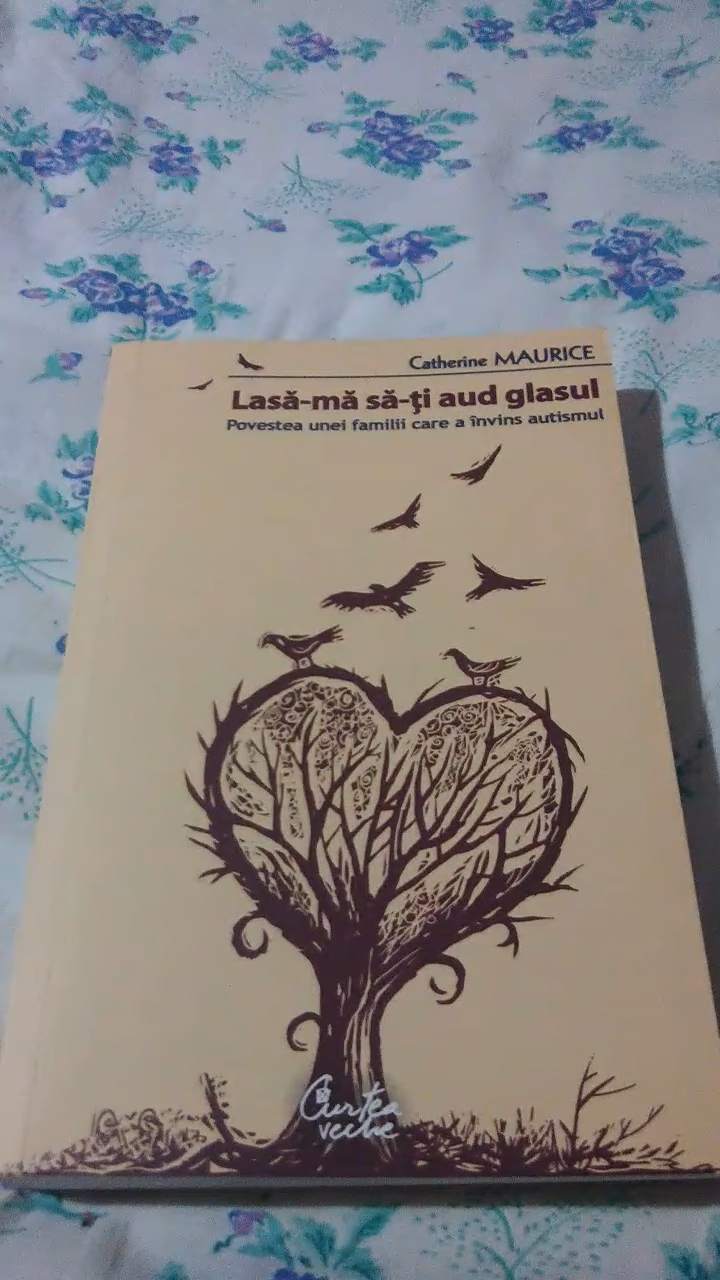 Catherine MAURICE
Lasă-mă să-ţi aud glasul
Povestea unei familii care a învins autismul
Curtea
veche